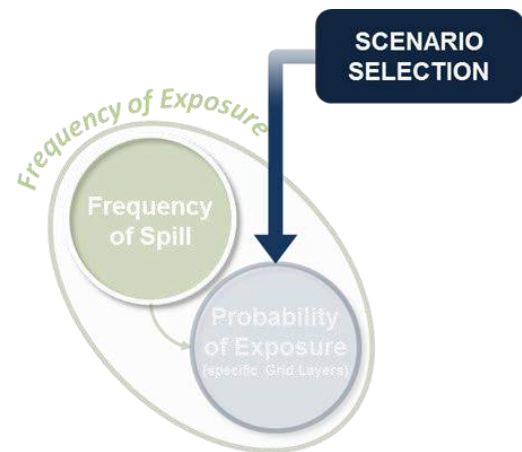 SCENARIO
SELECTION
Frequency of Exposure
Frequency
of Spill
Probability
of Exposure
(specific Grid Layers)